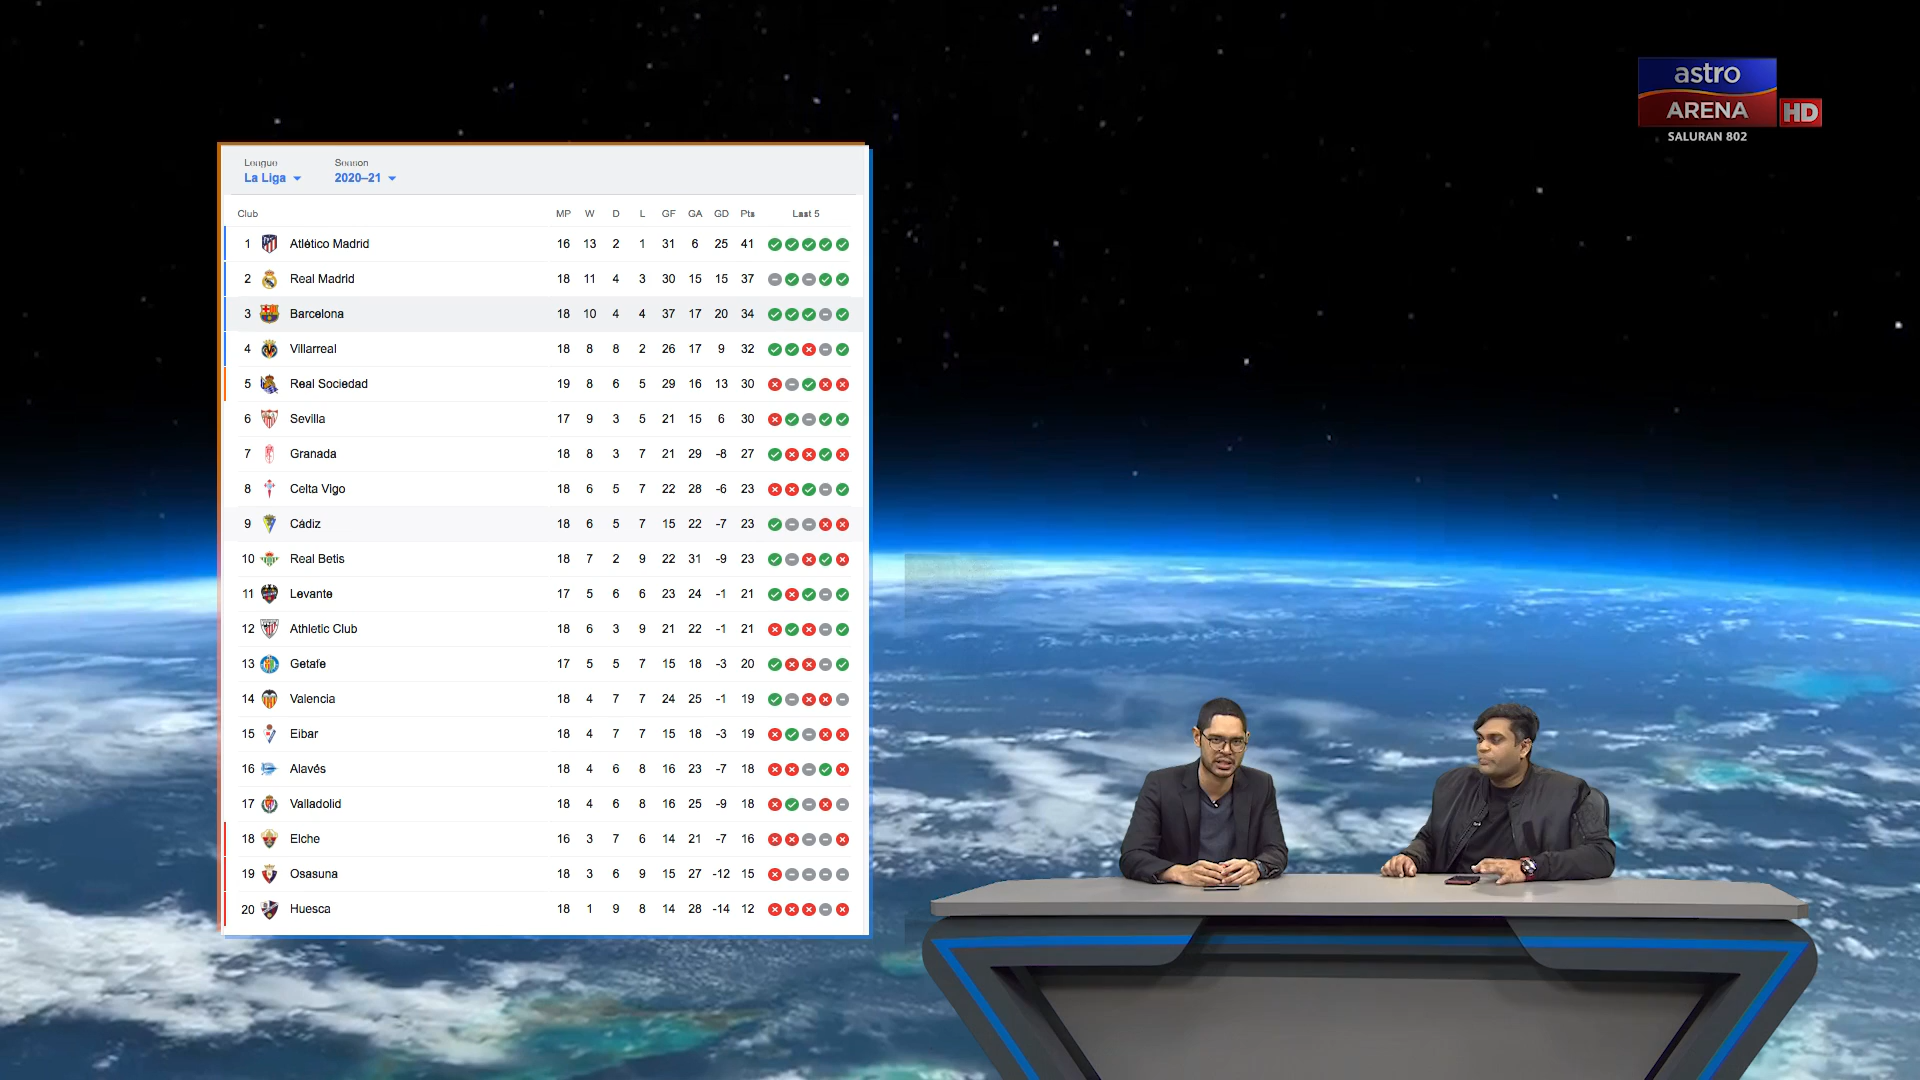 astro
ARENA HD
SALURAN 802
League Season
La Liga 2020–21
Club MP W D L GF GA GD Pts Last 5
1 Atlético Madrid 16 13 2 1 31 6 25 41
2 Real Madrid 18 11 4 3 30 15 15 37
3 Barcelona 18 10 4 4 37 17 20 34
4 Villarreal 18 8 8 2 26 17 9 32
5 Real Sociedad 19 8 6 5 29 16 13 30
6 Sevilla 17 9 3 5 21 15 6 30
7 Granada 18 8 3 7 21 29 -8 27
8 Celta Vigo 18 6 5 7 22 28 -6 23
9 Cádiz 18 6 5 7 15 22 -7 23
10 Real Betis 18 7 2 9 22 31 -9 23
11 Levante 17 5 6 6 23 24 -1 21
12 Athletic Club 18 6 3 9 21 22 -1 21
13 Getafe 17 5 5 7 15 18 -3 20
14 Valencia 18 4 7 7 24 25 -1 19
15 Eibar 18 4 7 7 15 18 -3 19
16 Alavés 18 4 6 8 16 23 -7 18
17 Valladolid 18 4 6 8 16 25 -9 18
18 Elche 16 3 7 6 14 21 -7 16
19 Osasuna 18 3 6 9 15 27 -12 15
20 Huesca 18 1 9 8 14 28 -14 12